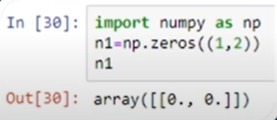 In [30]: import numpy as np
n1=np.zeros((1,2))
n1
Out[30]: array([[0., 0.]])